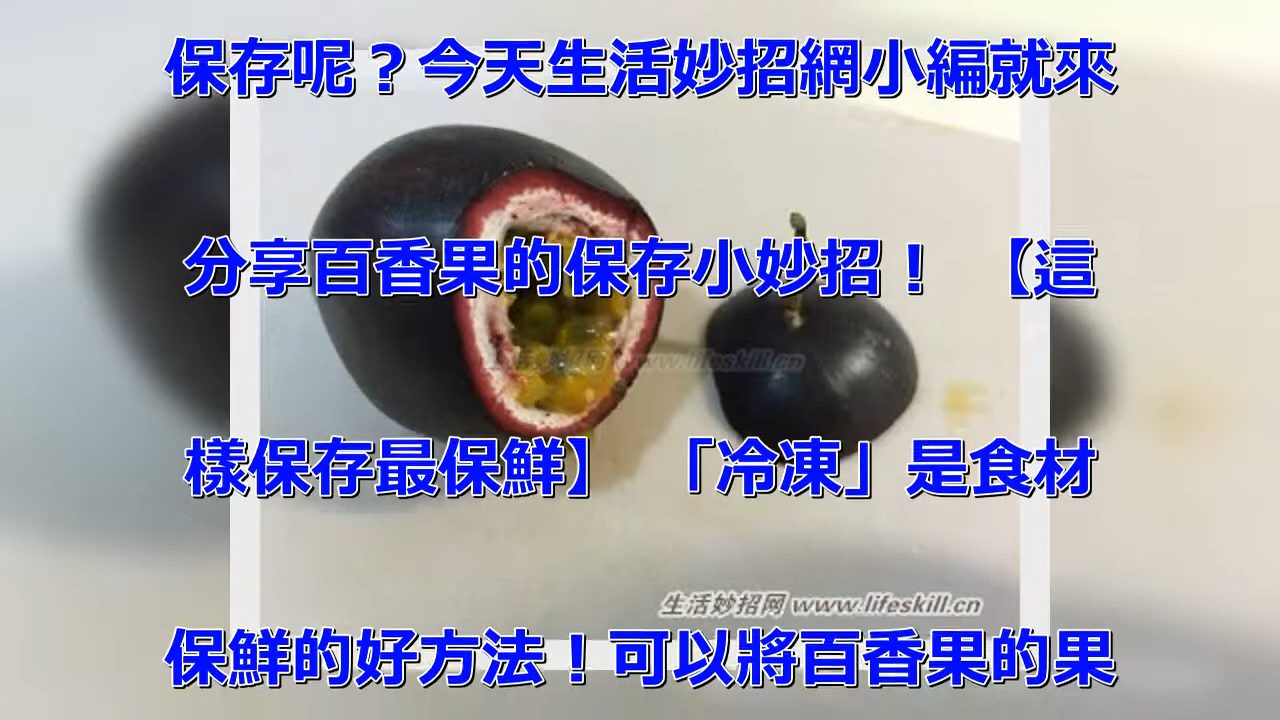 保存呢？今天生活妙招網小編就來
分享百香果的保存小妙招！ 【這
www.lifeskill.cn
樣保存最保鮮】 「冷凍」是食材
生活妙招网 www.lifeskill.cn
保鮮的好方法！可以將百香果的果